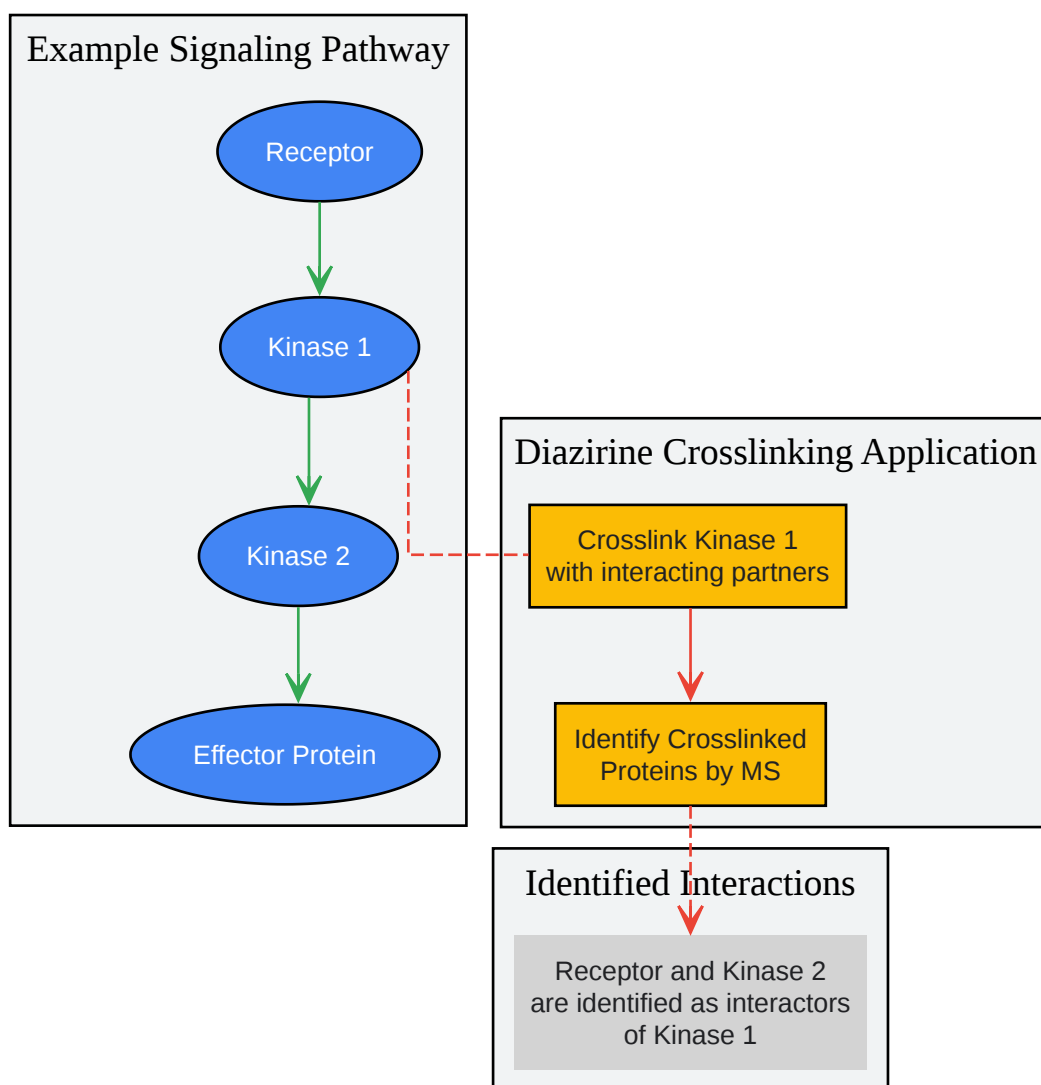 Example Signaling Pathway
Receptor
Kinase 1
Kinase 2
Effector Protein
Diazirine Crosslinking Application
Crosslink Kinase 1
with interacting partners
Identify Crosslinked
Proteins by MS
Identified Interactions
Receptor and Kinase 2
are identified as interactors
of Kinase 1